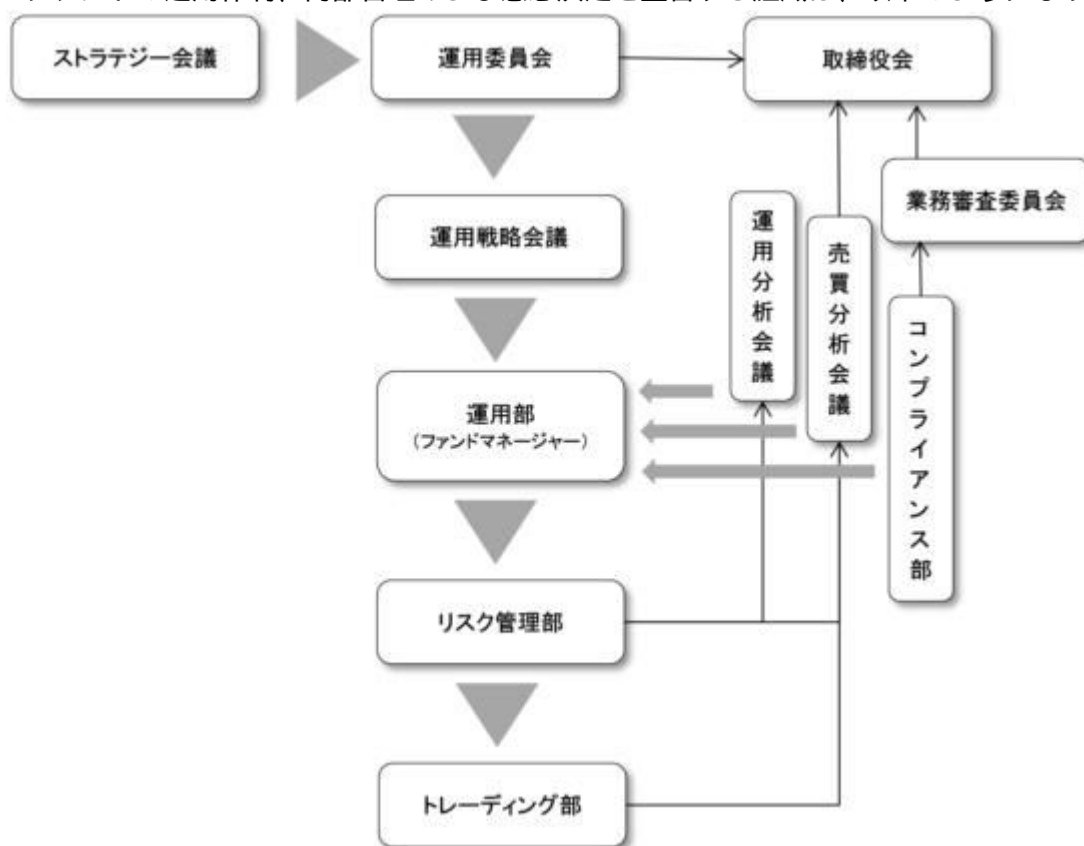 ストラテジー会議
運用委員会
取締役会
業務審査委員会
運用戦略会議
運用分析会議
売買分析会議
コンプライアンス部
運用部
(ファンドマネージャー)
リスク管理部
トレーディング部